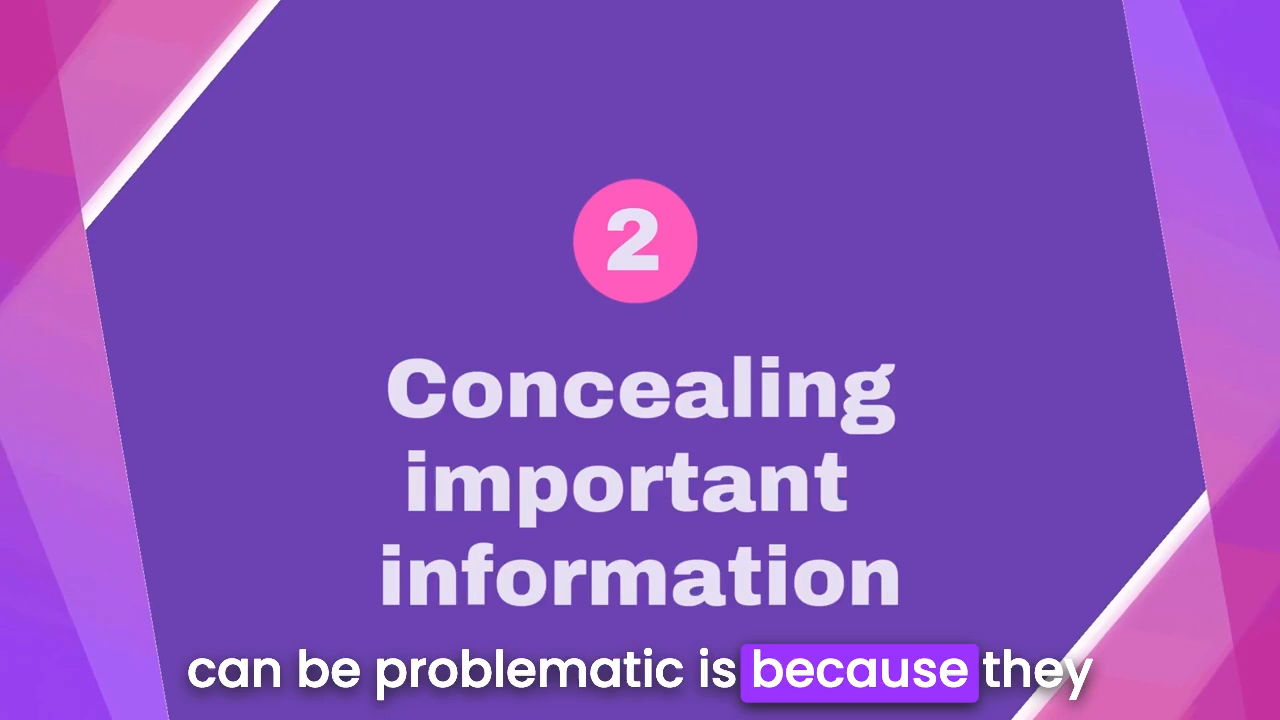 2
Concealing
important
information
can be problematic is because they